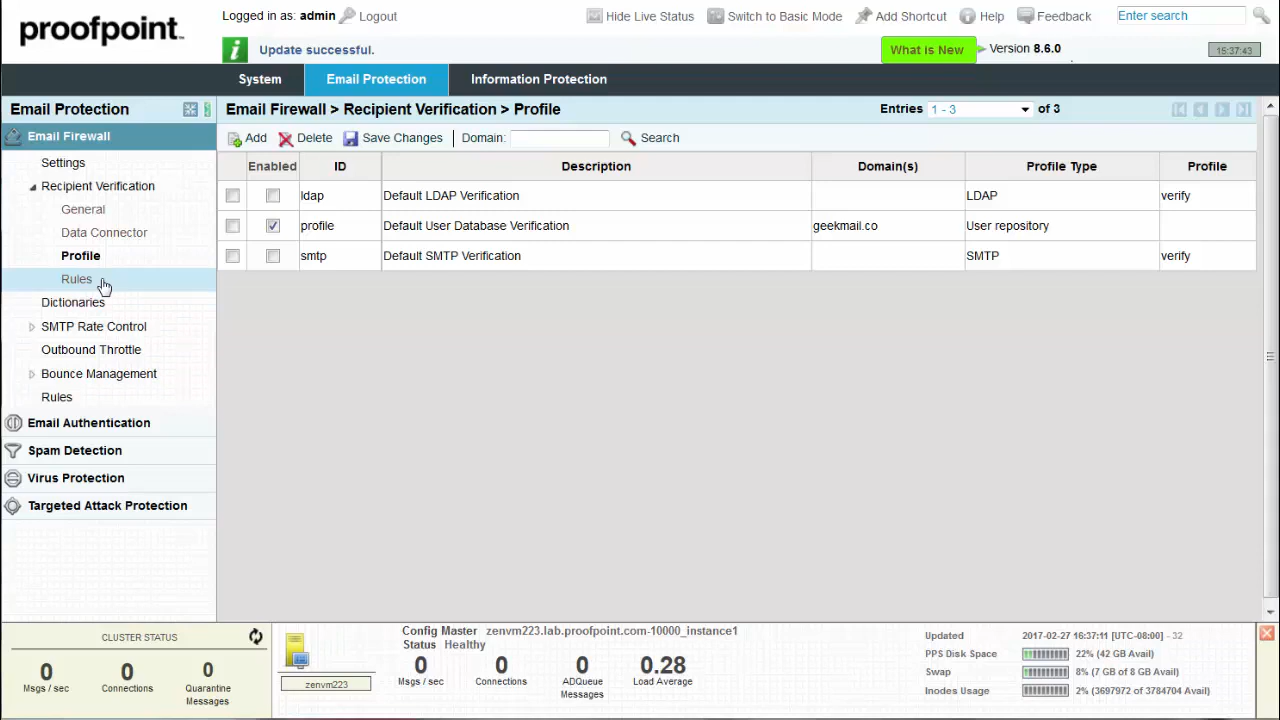 proofpoint
Logged in as: admin Logout
Hide Live Status Switch to Basic Mode Add Shortcut Help Feedback Enter search
Update successful.
What is New Version 8.6.0 15:37:43
System Email Protection Information Protection
Email Protection
Email Firewall > Recipient Verification > Profile Entries 1 - 3 of 3
Email Firewall
Add Delete Save Changes Domain: Search
Settings
Recipient Verification
General
Data Connector
Profile
Rules
Dictionaries
SMTP Rate Control
Outbound Throttle
Bounce Management
Rules
Email Authentication
Spam Detection
Virus Protection
Targeted Attack Protection
Enabled ID Description Domain(s) Profile Type Profile
ldap Default LDAP Verification LDAP verify
profile Default User Database Verification geekmail.co User repository
smtp Default SMTP Verification SMTP verify
CLUSTER STATUS
0 0 0
Msgs / sec Connections Quarantine Messages
zenvm223
Config Master zenvm223.lab.proofpoint.com-10000_instance1
Status Healthy
0 0 0 0.28
Msgs / sec Connections ADQueue Messages Load Average
Updated 2017-02-27 16:37:11 [UTC-08:00] - 32
PPS Disk Space 22% (42 GB Avail)
Swap 8% (7 GB of 8 GB Avail)
Inodes Usage 2% (3697972 of 3784704 Avail)